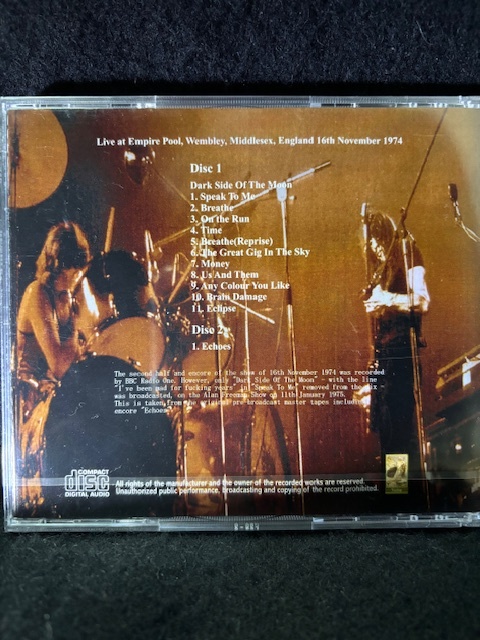 Live at Empire Pool, Wembley, Middlesex, England 16th November 1974
Disc 1
Dark Side Of The Moon
1. Speak To Me
2. Breathe
3. On the Run
4. Time
5. Breathe(Reprise)
6. The Great Gig In The Sky
7. Money
8. Us And Them
9. Any Colour You Like
10. Brain Damage
11. Eclipse
Disc 2
1. Echoes
The second half and encore of the show of 16th November 1974 was recorded
by BBC Radio One. However, only "Dark Side Of The Moon" - with the line
"I've been mad for fucking years" in "Speak To Me" removed from the mix -
was broadcasted, on the Alan Freeman Show on 11th January 1975.
This is taken from the original pre-broadcast master tapes including
encore "Echoes
COMPACT
disc
DIGITAL AUDIO
All rights of the manufacturer and the owner of the recorded works are reserved.
Unauthorized public performance, broadcasting and copying of the record prohibited.